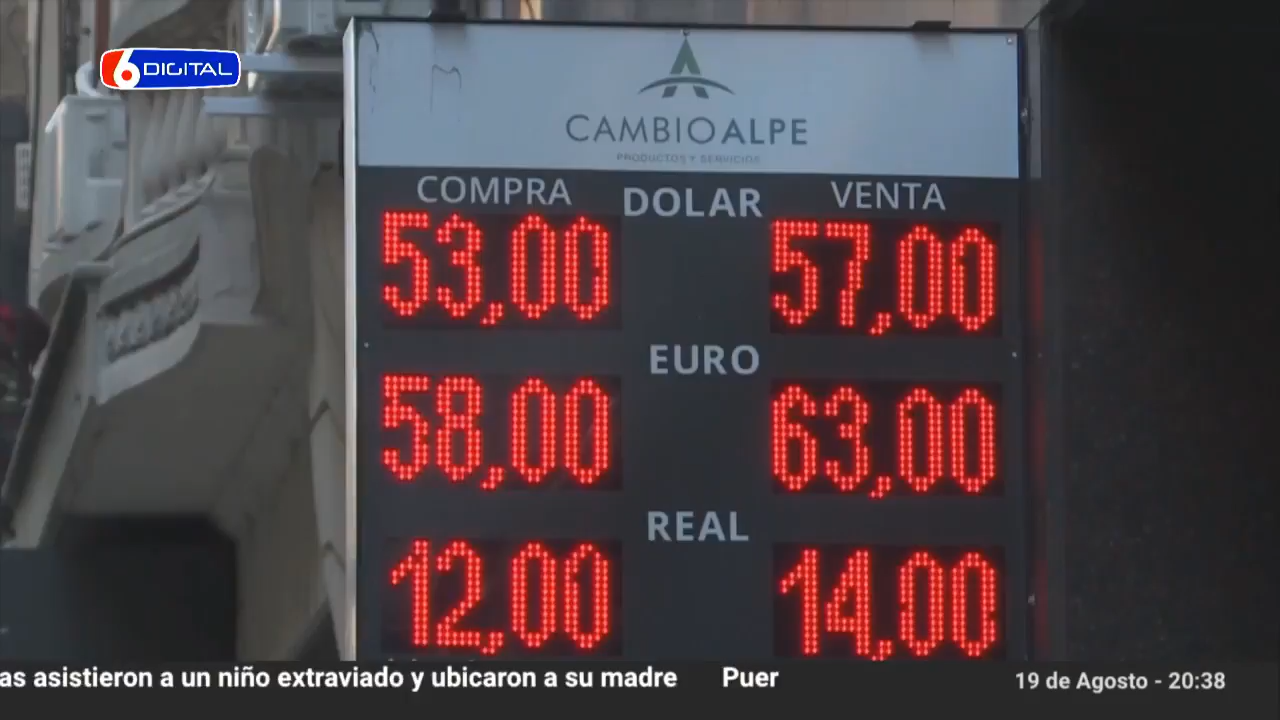 6 DIGITAL
CAMBIOALPE
PRODUCTOS Y SERVICIOS
COMPRA DOLAR VENTA
53,00 57,00
EURO
58,00 63,00
REAL
12,00 14,00
as asistieron a un niño extraviado y ubicaron a su madre Puer
19 de Agosto - 20:38